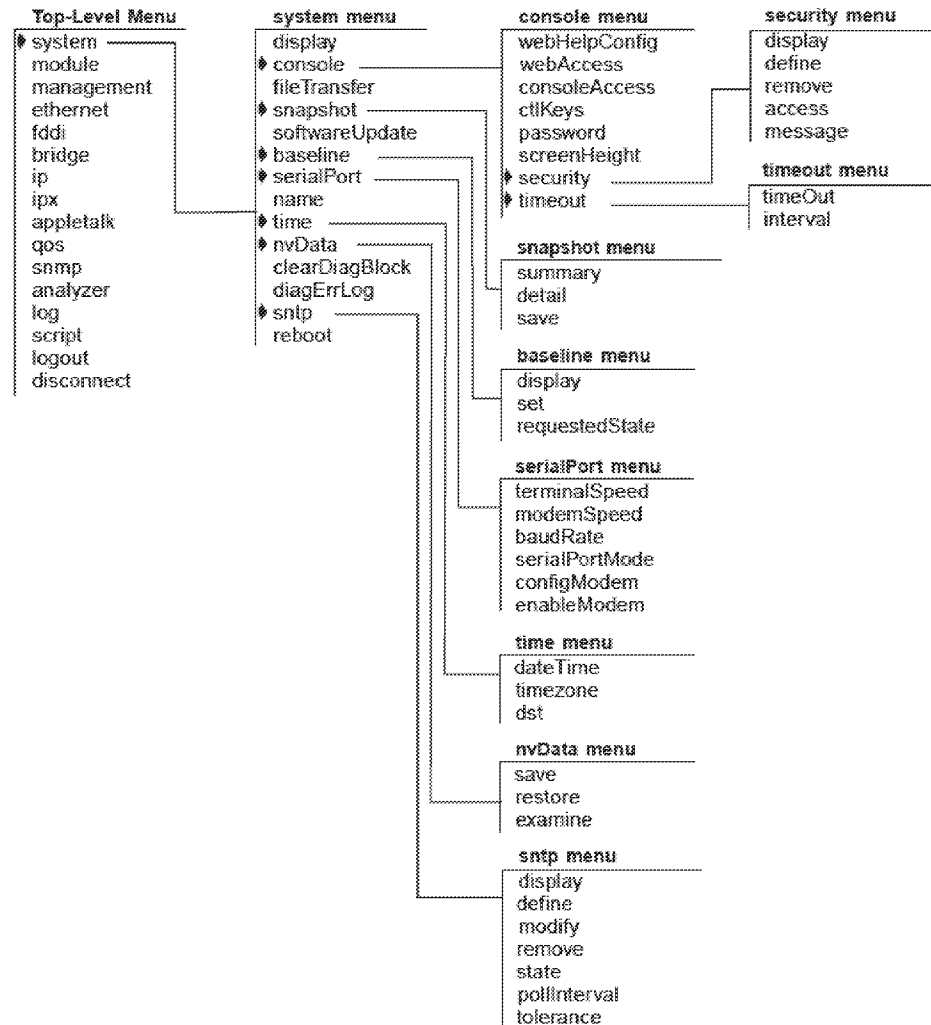 Top-Level Menu
system
module
management
ethernet
fddi
bridge
ip
ipx
appletalk
qos
snmp
analyzer
log
script
logout
disconnect
system menu
display
console
fileTransfer
snapshot
softwareUpdate
baseline
serialPort
name
time
nvData
clearDiagBlock
diagErrLog
sntp
reboot
console menu
webHelpConfig
webAccess
consoleAccess
ctlKeys
password
screenHeight
security
timeout
snapshot menu
summary
detail
save
baseline menu
display
set
requestedState
serialPort menu
terminalSpeed
modemSpeed
baudRate
serialPortMode
configModem
enableModem
time menu
dateTime
timezone
dst
nvData menu
save
restore
examine
sntp menu
display
define
modify
remove
state
pollInterval
tolerance
security menu
display
define
remove
access
message
timeout menu
timeOut
interval